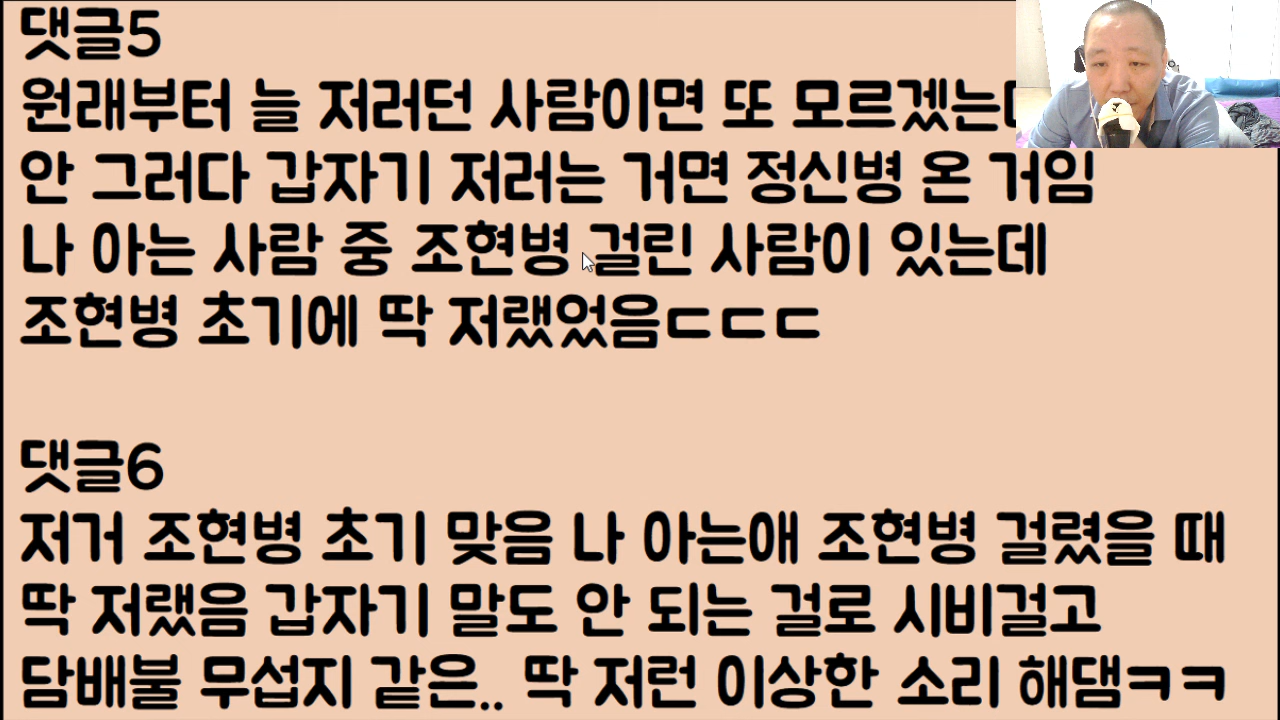 댓글5
원래부터 늘 저러던 사람이면 또 모르겠는데
안 그러다 갑자기 저러는 거면 정신병 온 거임
나 아는 사람 중 조현병 걸린 사람이 있는데
조현병 초기에 딱 저랬었음ㄷㄷㄷ
댓글6
저거 조현병 초기 맞음 나 아는애 조현병 걸렸을 때
딱 저랬음 갑자기 말도 안 되는 걸로 시비걸고
담배불 무섭지 같은.. 딱 저런 이상한 소리 해댐ㅋㅋ